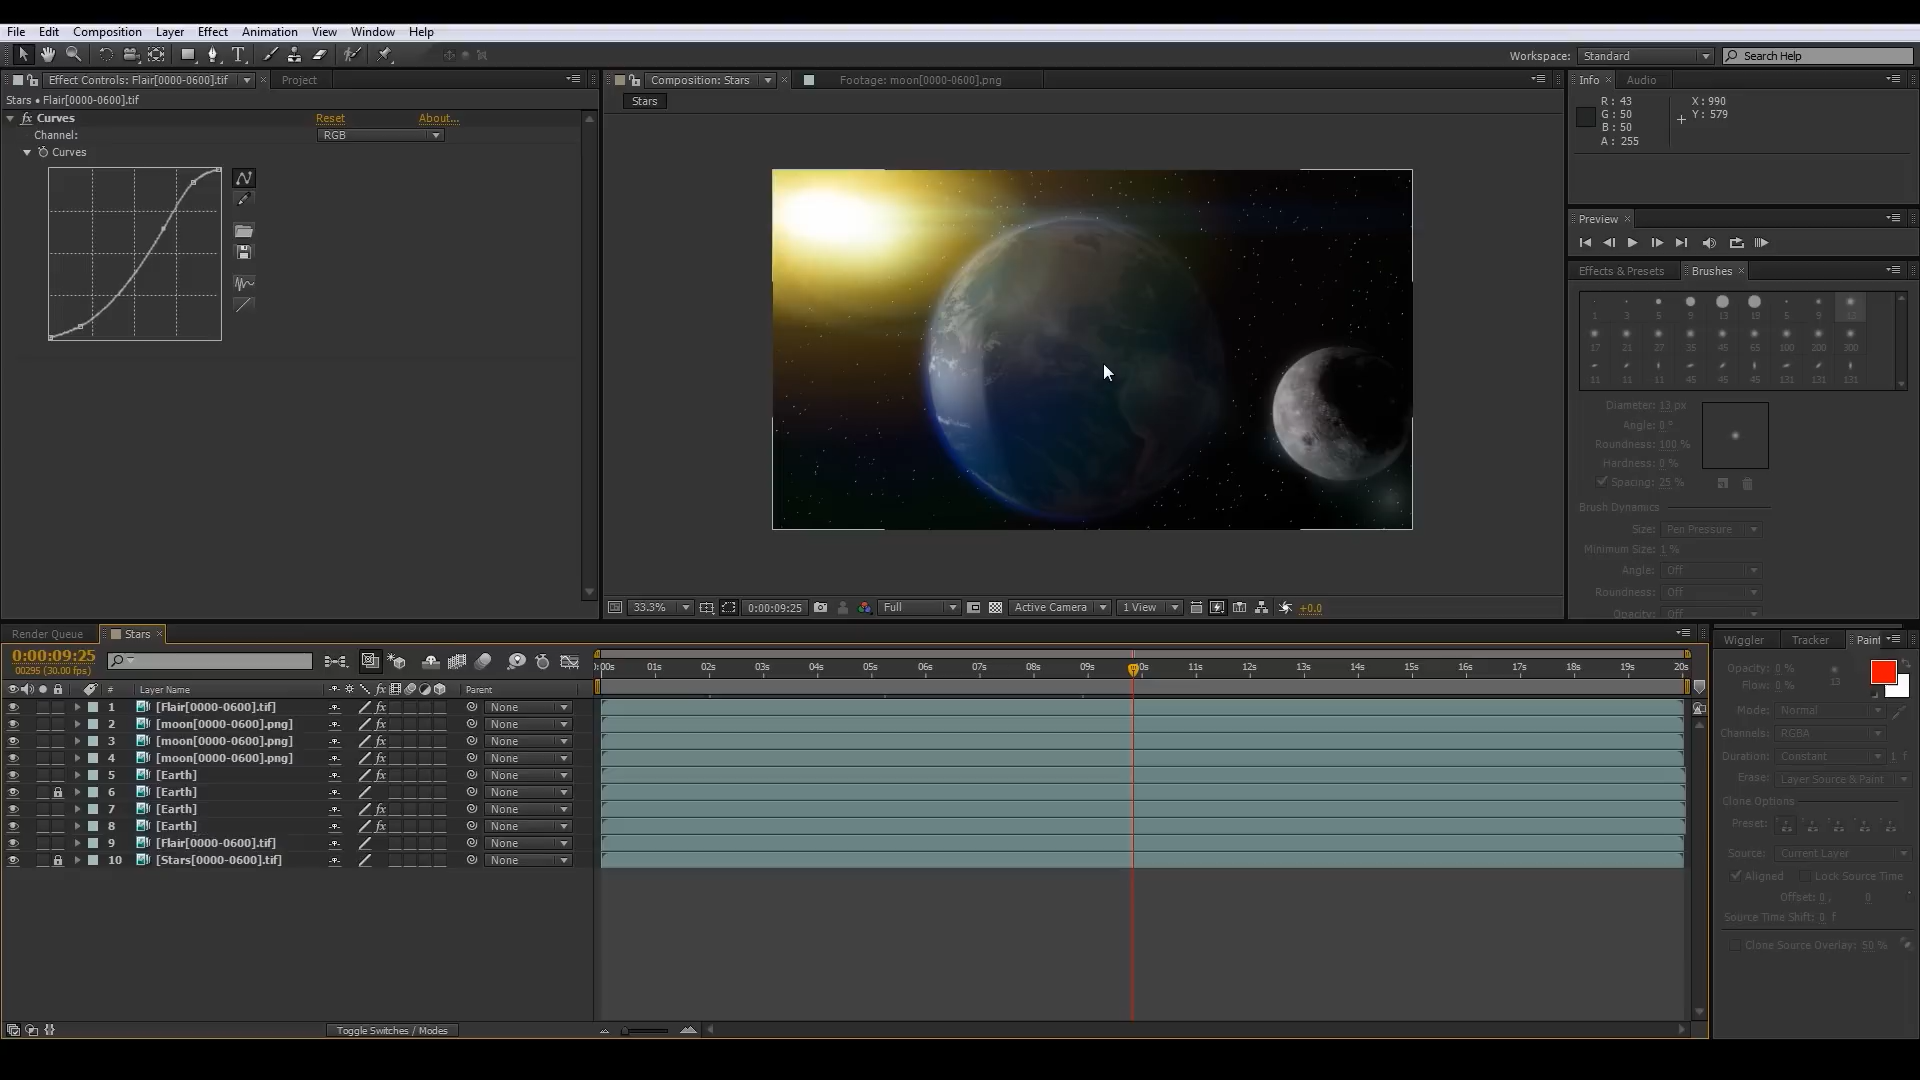 File Edit Composition Layer Effect Animation View Window Help
Workspace: Standard Search Help
Effect Controls: Flair[0000-0600].tif Project
Composition: Stars Footage: moon[0000-0600].png
Info Audio
Stars • Flair[0000-0600].tif
Stars
R: 43 X: 990
G: 50 Y: 579
B: 50
A: 255
fx Curves Reset About...
Channel: RGB
Curves
Preview
Effects & Presets Brushes
1 3 5 9 13 19 5 9 13
17 21 27 35 45 65 100 200 300
11 11 11 45 45 45 131 131 131
Diameter: 13 px
Angle: 0 °
Roundness: 100 %
Hardness: 0 %
Spacing: 25 %
Brush Dynamics
Size: Pen Pressure
Minimum Size: 1 %
Angle: Off
Roundness: Off
Opacity: Off
33.3% 0:00:09:25 Full Active Camera 1 View +0.0
Render Queue Stars
Wiggler Tracker Paint
0:00:09:25
00295 (30.00 fps)
:00s 01s 02s 03s 04s 05s 06s 07s 08s 09s 0s 11s 12s 13s 14s 15s 16s 17s 18s 19s 20s
# Layer Name fx Parent
1 [Flair[0000-0600].tif] fx None
2 [moon[0000-0600].png] fx None
3 [moon[0000-0600].png] fx None
4 [moon[0000-0600].png] fx None
5 [Earth] fx None
6 [Earth] None
7 [Earth] fx None
8 [Earth] fx None
9 [Flair[0000-0600].tif] None
10 [Stars[0000-0600].tif] None
Opacity: 0 %
Flow: 0 % 13
Mode: Normal
Channels: RGBA
Duration: Constant 1 f
Erase: Layer Source & Paint
Clone Options
Preset:
Source: Current Layer
Aligned Lock Source Time
Offset: 0 , 0
Source Time Shift: 0 f
Clone Source Overlay: 50 %
Toggle Switches / Modes